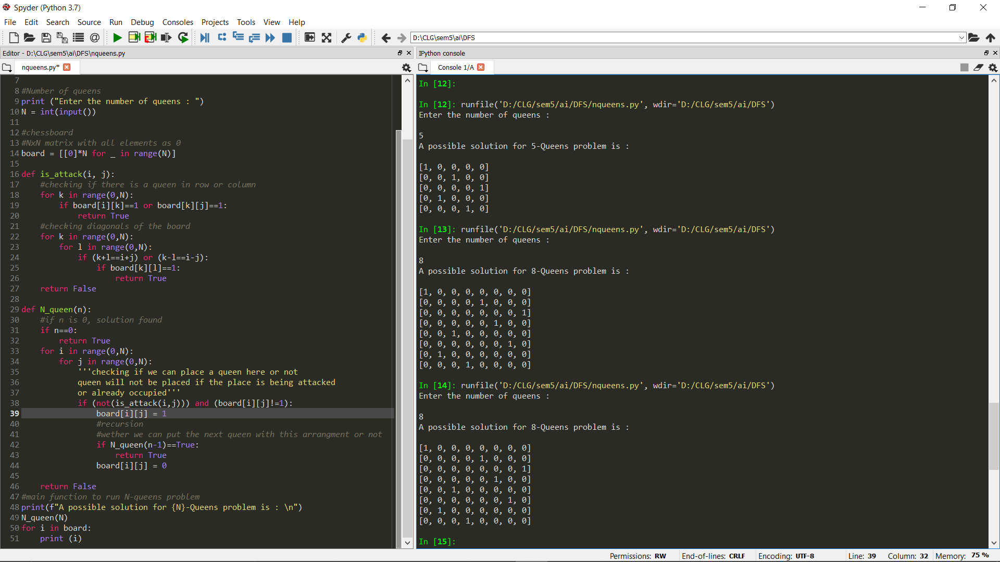 Spyder (Python 3.7)
File Edit Search Source Run Debug Consoles Projects Tools View Help
D:\CLG\sem5\ai\DFS
Editor - D:\CLG\sem5\ai\DFS\nqueens.py
nqueens.py*
7
8 #Number of queens
9 print ("Enter the number of queens : ")
10 N = int(input())
11
12 #chessboard
13 #NxN matrix with all elements as 0
14 board = [[0]*N for _ in range(N)]
15
16 def is_attack(i, j):
17     #checking if there is a queen in row or column
18     for k in range(0,N):
19         if board[i][k]==1 or board[k][j]==1:
20             return True
21     #checking diagonals of the board
22     for k in range(0,N):
23         for l in range(0,N):
24             if (k+l==i+j) or (k-l==i-j):
25                 if board[k][l]==1:
26                     return True
27     return False
28
29 def N_queen(n):
30     #if n is 0, solution found
31     if n==0:
32         return True
33     for i in range(0,N):
34         for j in range(0,N):
35             '''checking if we can place a queen here or not
36             queen will not be placed if the place is being attacked
37             or already occupied'''
38             if (not(is_attack(i,j))) and (board[i][j]!=1):
39                 board[i][j] = 1
40                 #recursion
41                 #wether we can put the next queen with this arrangment or not
42                 if N_queen(n-1)==True:
43                     return True
44                 board[i][j] = 0
45
46     return False
47 #main function to run N-queens problem
48 print(f"A possible solution for {N}-Queens problem is : \n")
49 N_queen(N)
50 for i in board:
51     print (i)
IPython console
Console 1/A
In [12]:
In [12]: runfile('D:/CLG/sem5/ai/DFS/nqueens.py', wdir='D:/CLG/sem5/ai/DFS')
Enter the number of queens :
5
A possible solution for 5-Queens problem is :
[1, 0, 0, 0, 0]
[0, 0, 1, 0, 0]
[0, 0, 0, 0, 1]
[0, 1, 0, 0, 0]
[0, 0, 0, 1, 0]
In [13]: runfile('D:/CLG/sem5/ai/DFS/nqueens.py', wdir='D:/CLG/sem5/ai/DFS')
Enter the number of queens :
8
A possible solution for 8-Queens problem is :
[1, 0, 0, 0, 0, 0, 0, 0]
[0, 0, 0, 0, 1, 0, 0, 0]
[0, 0, 0, 0, 0, 0, 0, 1]
[0, 0, 0, 0, 0, 1, 0, 0]
[0, 0, 1, 0, 0, 0, 0, 0]
[0, 0, 0, 0, 0, 0, 1, 0]
[0, 1, 0, 0, 0, 0, 0, 0]
[0, 0, 0, 1, 0, 0, 0, 0]
In [14]: runfile('D:/CLG/sem5/ai/DFS/nqueens.py', wdir='D:/CLG/sem5/ai/DFS')
Enter the number of queens :
8
A possible solution for 8-Queens problem is :
[1, 0, 0, 0, 0, 0, 0, 0]
[0, 0, 0, 0, 1, 0, 0, 0]
[0, 0, 0, 0, 0, 0, 0, 1]
[0, 0, 0, 0, 0, 1, 0, 0]
[0, 0, 1, 0, 0, 0, 0, 0]
[0, 0, 0, 0, 0, 0, 1, 0]
[0, 1, 0, 0, 0, 0, 0, 0]
[0, 0, 0, 1, 0, 0, 0, 0]
In [15]:
Permissions: RW End-of-lines: CRLF Encoding: UTF-8 Line: 39 Column: 32 Memory: 75 %